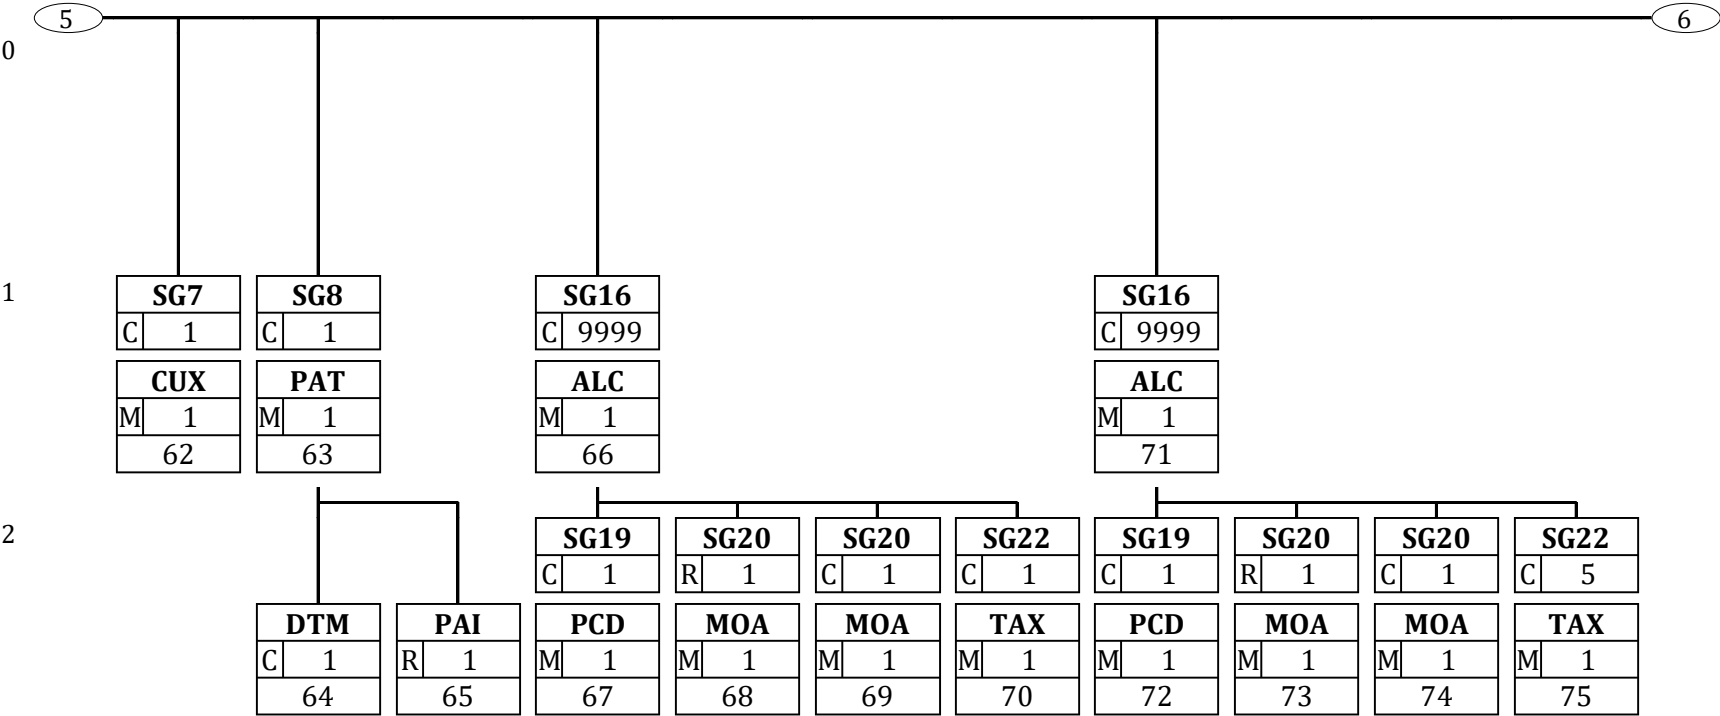 5 6
0
1 SG7 SG8 SG16 SG16
C 1 C 1 C 9999 C 9999
CUX PAT ALC ALC
M 1 M 1 M 1 M 1
62 63 66 71
2 SG19 SG20 SG20 SG22 SG19 SG20 SG20 SG22
C 1 R 1 C 1 C 1 C 1 R 1 C 1 C 5
DTM PAI PCD MOA MOA TAX PCD MOA MOA TAX
C 1 R 1 M 1 M 1 M 1 M 1 M 1 M 1 M 1 M 1
64 65 67 68 69 70 72 73 74 75